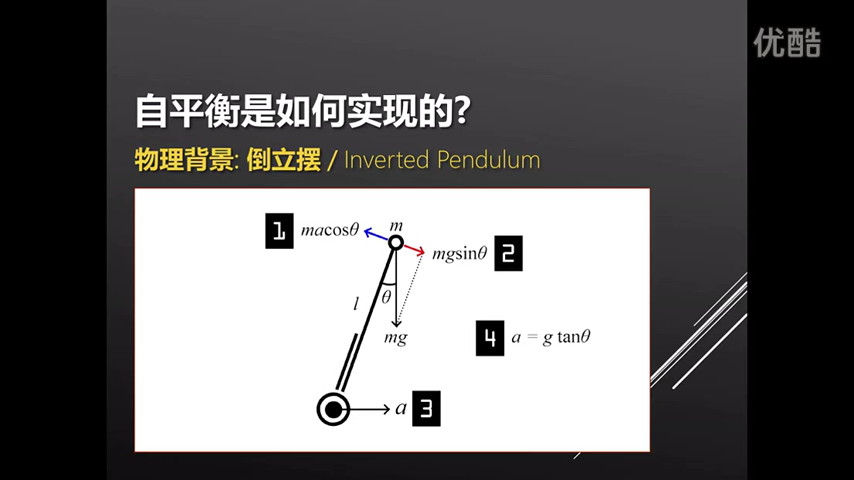 优酷
自平衡是如何实现的?
物理背景: 倒立摆 / Inverted Pendulum
1 macosθ
m
mgsinθ 2
l
θ
mg
4 a = g tanθ
a 3